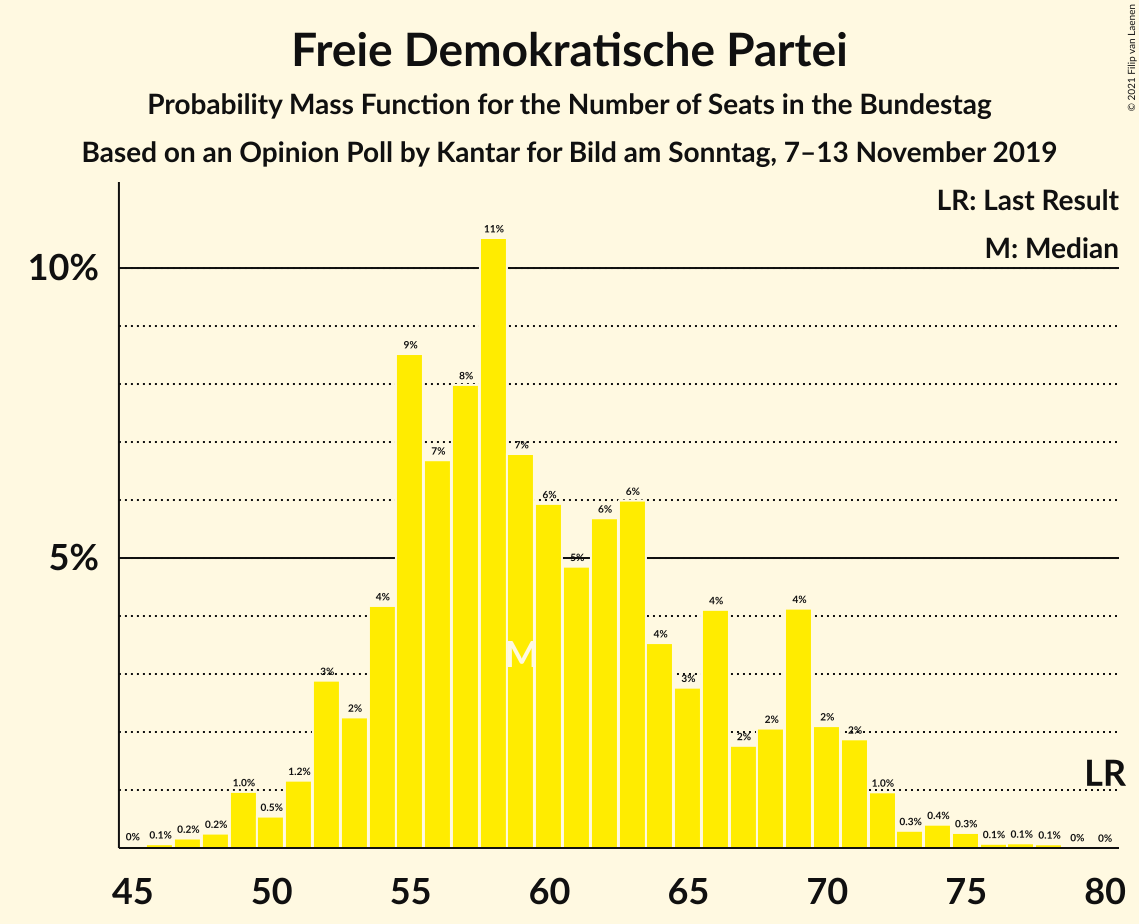 Freie Demokratische Partei
Probability Mass Function for the Number of Seats in the Bundestag
Based on an Opinion Poll by Kantar for Bild am Sonntag, 7–13 November 2019
© 2021 Filip van Laenen
LR: Last Result
M: Median
10%
5%
0% 0.1% 0.2% 0.2% 1.0% 0.5% 1.2% 3% 2% 4% 9% 7% 8% 11% 7% 6% 5% 6% 6% 4% 3% 4% 2% 2% 4% 2% 2% 1.0% 0.3% 0.4% 0.3% 0.1% 0.1% 0.1% 0% 0%
M
LR
45 50 55 60 65 70 75 80